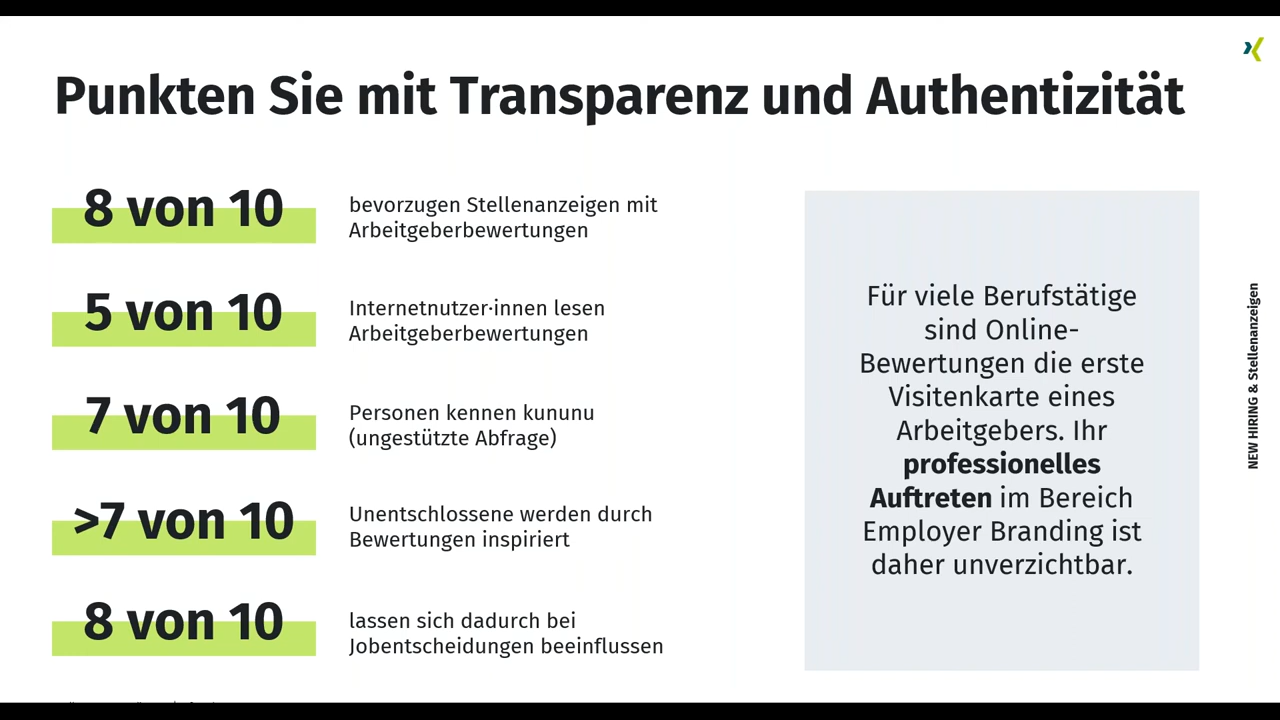 Punkten Sie mit Transparenz und Authentizität
8 von 10
bevorzugen Stellenanzeigen mit
Arbeitgeberbewertungen
5 von 10
Internetnutzer·innen lesen
Arbeitgeberbewertungen
7 von 10
Personen kennen kununu
(ungestützte Abfrage)
>7 von 10
Unentschlossene werden durch
Bewertungen inspiriert
8 von 10
lassen sich dadurch bei
Jobentscheidungen beeinflussen
Für viele Berufstätige
sind Online-
Bewertungen die erste
Visitenkarte eines
Arbeitgebers. Ihr
professionelles
Auftreten im Bereich
Employer Branding ist
daher unverzichtbar.
NEW HIRING & Stellenanzeigen